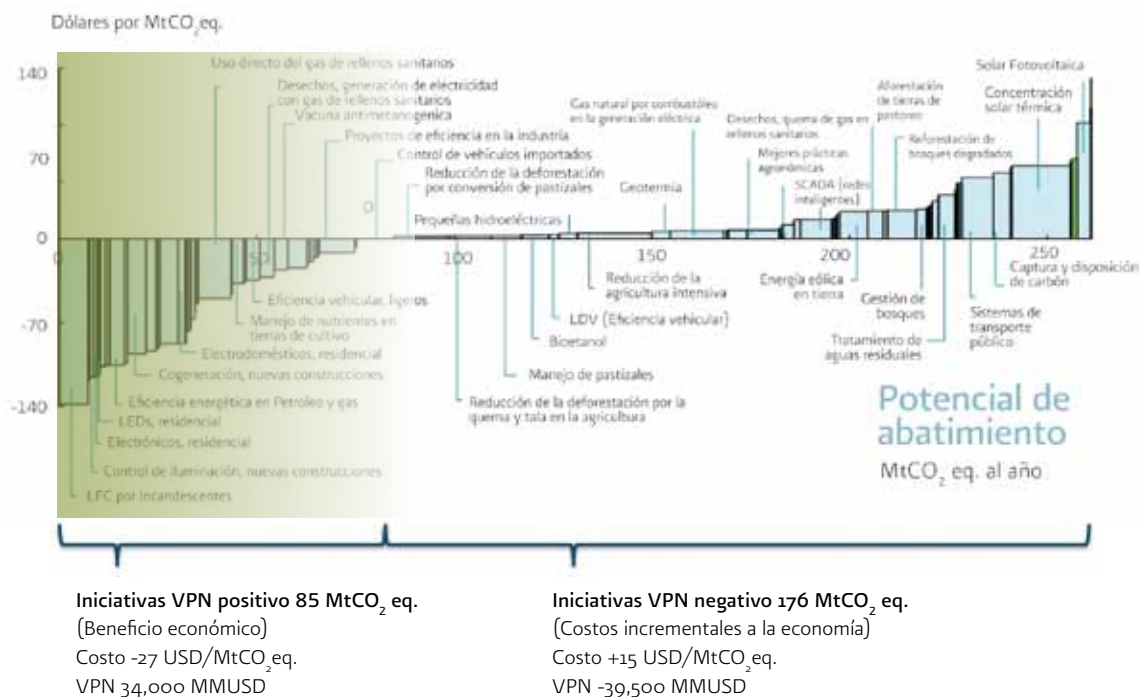 Dólares por MtCO2eq.
140
70
0
-70
-140
0
50
100
150
200
250
0
Uso directo del gas de rellenos sanitarios
Desechos, generación de electricidad
con gas de rellenos sanitarios
Vacuna antimetanogenica
Proyectos de eficiencia en la industria
Control de vehículos importados
Reducción de la deforestación
por conversión de pastizales
Pequeñas hidroeléctricas
Geotermia
Gas natural por combustóleo
en la generación eléctrica
Desechos, quema de gas en
rellenos sanitarios
Mejores prácticas
agronómicas
SCADA (redes
inteligentes)
Aforestación
de tierras de
pastoreo
Reforestación de
bosques degradados
Solar Fotovoltaica
Concentración
solar térmica
Eficiencia vehicular, ligeros
Manejo de nutrientes en
tierras de cultivo
Electrodomésticos, residencial
Cogeneración, nuevas construcciones
Eficiencia energética en Petroleo y gas
LEDs, residencial
Electrónicos, residencial
Control de iluminación, nuevas construcciones
LFC por Incandescentes
Reducción de la deforestación por la
quema y tala en la agricultura
Manejo de pastizales
Bioetanol
LDV (Eficiencia vehicular)
Reducción de la
agricultura intensiva
Energía eólica
en tierra
Gestión de
bosques
Tratamiento de
aguas residuales
Sistemas de
transporte
público
Captura y disposición
de carbón
Potencial de
abatimiento
MtCO2 eq. al año
Iniciativas VPN positivo 85 MtCO2 eq.
(Beneficio económico)
Costo -27 USD/MtCO2eq.
VPN 34,000 MMUSD
Iniciativas VPN negativo 176 MtCO2 eq.
(Costos incrementales a la economía)
Costo +15 USD/MtCO2eq.
VPN -39,500 MMUSD